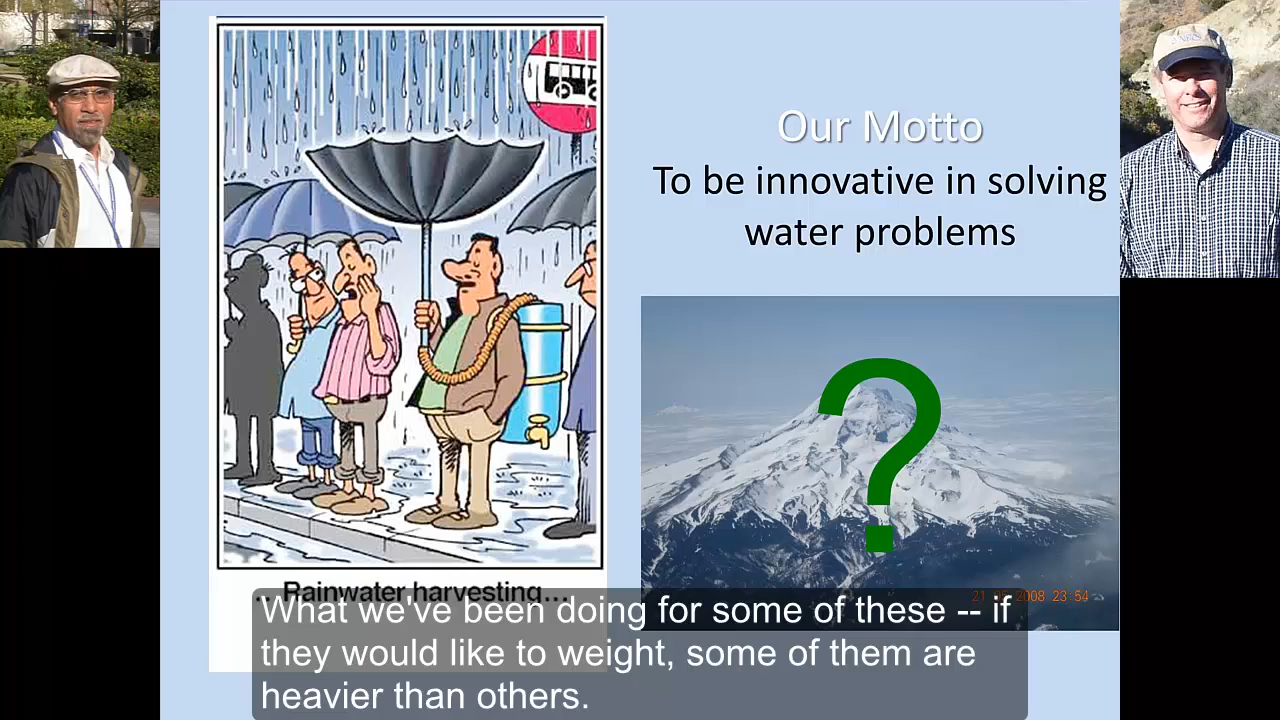 Our Motto
To be innovative in solving
water problems
...Rainwater harvesting...
2008 23:54
What we've been doing for some of these -- if
they would like to weight, some of them are
heavier than others.